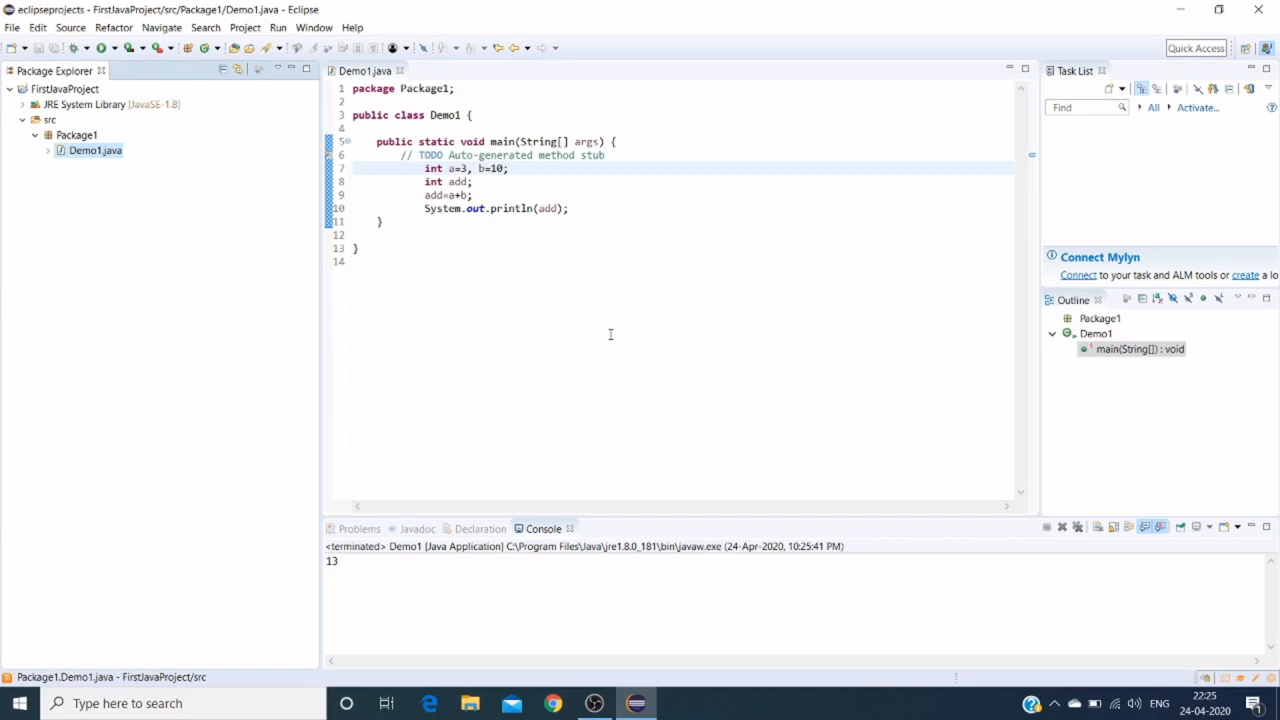 eclipseprojects - FirstJavaProject/src/Package1/Demo1.java - Eclipse
File Edit Source Refactor Navigate Search Project Run Window Help
Quick Access
Package Explorer
FirstJavaProject
JRE System Library [JavaSE-1.8]
src
Package1
Demo1.java
Demo1.java
1 package Package1;
2
3 public class Demo1 {
4
5 public static void main(String[] args) {
6 // TODO Auto-generated method stub
7 int a=3, b=10;
8 int add;
9 add=a+b;
10 System.out.println(add);
11 }
12
13 }
14
Task List
Find All Activate...
Connect Mylyn
Connect to your task and ALM tools or create a lo
Outline
Package1
Demo1
main(String[]) : void
Problems Javadoc Declaration Console
<terminated> Demo1 [Java Application] C:\Program Files\Java\jre1.8.0_181\bin\javaw.exe (24-Apr-2020, 10:25:41 PM)
13
Package1.Demo1.java - FirstJavaProject/src
Type here to search
ENG
22:25
24-04-2020
1